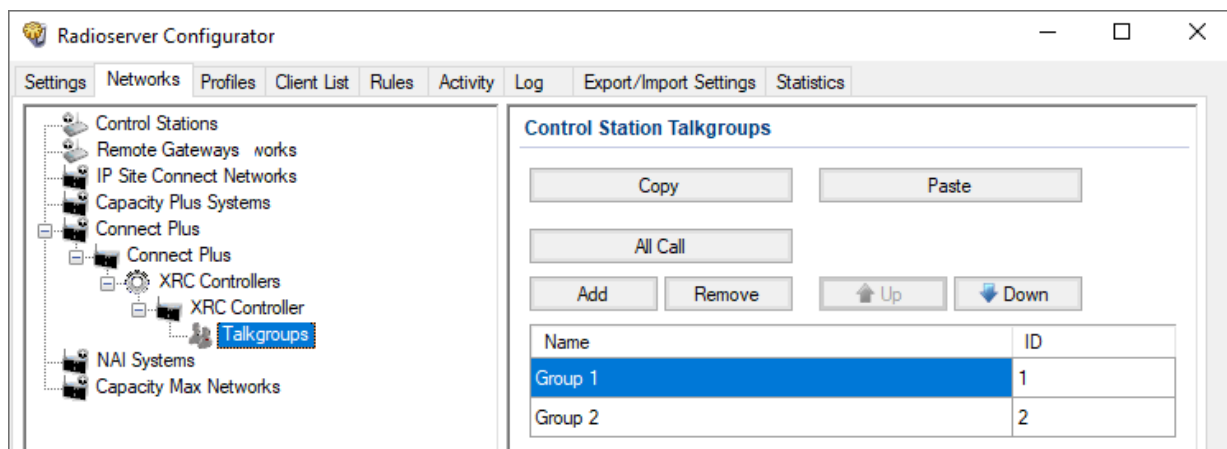 Radioserver Configurator
Settings Networks Profiles Client List Rules Activity Log Export/Import Settings Statistics
Control Stations
Remote Gateways works
IP Site Connect Networks
Capacity Plus Systems
Connect Plus
Connect Plus
XRC Controllers
XRC Controller
Talkgroups
NAI Systems
Capacity Max Networks
Control Station Talkgroups
Copy Paste
All Call
Add Remove Up Down
Name ID
Group 1 1
Group 2 2